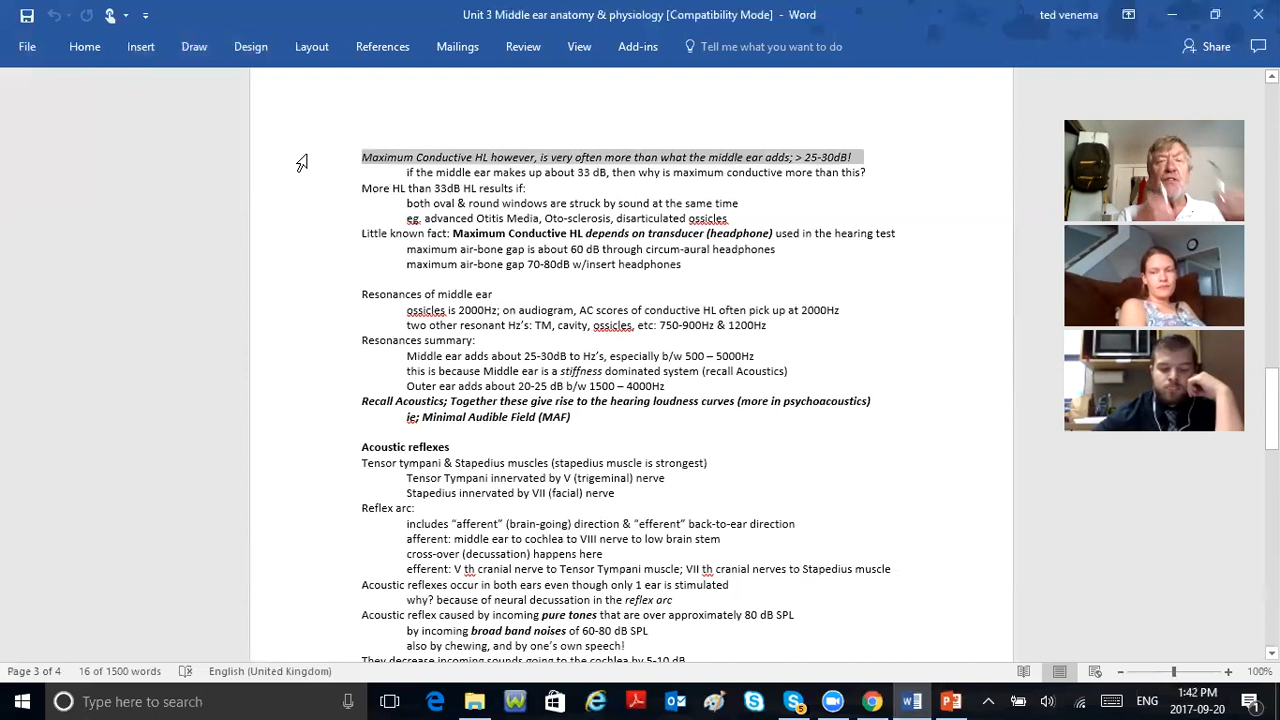 Unit 3 Middle ear anatomy & physiology [Compatibility Mode] - Word
ted venema
File Home Insert Draw Design Layout References Mailings Review View Add-ins Tell me what you want to do Share
Maximum Conductive HL however, is very often more than what the middle ear adds; > 25-30dB!
if the middle ear makes up about 33 dB, then why is maximum conductive more than this?
More HL than 33dB HL results if:
both oval & round windows are struck by sound at the same time
eg. advanced Otitis Media, Oto-sclerosis, disarticulated ossicles
Little known fact: Maximum Conductive HL depends on transducer (headphone) used in the hearing test
maximum air-bone gap is about 60 dB through circum-aural headphones
maximum air-bone gap 70-80dB w/insert headphones
Resonances of middle ear
ossicles is 2000Hz; on audiogram, AC scores of conductive HL often pick up at 2000Hz
two other resonant Hz's: TM, cavity, ossicles, etc: 750-900Hz & 1200Hz
Resonances summary:
Middle ear adds about 25-30dB to Hz's, especially b/w 500 – 5000Hz
this is because Middle ear is a stiffness dominated system (recall Acoustics)
Outer ear adds about 20-25 dB b/w 1500 – 4000Hz
Recall Acoustics; Together these give rise to the hearing loudness curves (more in psychoacoustics)
ie; Minimal Audible Field (MAF)
Acoustic reflexes
Tensor tympani & Stapedius muscles (stapedius muscle is strongest)
Tensor Tympani innervated by V (trigeminal) nerve
Stapedius innervated by VII (facial) nerve
Reflex arc:
includes “afferent” (brain-going) direction & “efferent” back-to-ear direction
afferent: middle ear to cochlea to VIII nerve to low brain stem
cross-over (decussation) happens here
efferent: V th cranial nerve to Tensor Tympani muscle; VII th cranial nerves to Stapedius muscle
Acoustic reflexes occur in both ears even though only 1 ear is stimulated
why? because of neural decussation in the reflex arc
Acoustic reflex caused by incoming pure tones that are over approximately 80 dB SPL
by incoming broad band noises of 60-80 dB SPL
also by chewing, and by one's own speech!
They decrease incoming sounds going to the cochlea by 5-10 dB
Page 3 of 4 16 of 1500 words English (United Kingdom) 100%
Type here to search
ENG
1:42 PM
2017-09-20